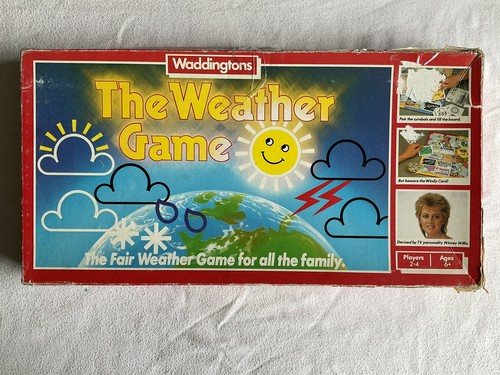 Waddingtons
The Weather
Game
The Fair Weather Game for all the family.
Pair the symbols and fill the board.
But beware the Windy Card!
Devised by TV personality Wincey Willis.
Players
2-4
Ages
6+